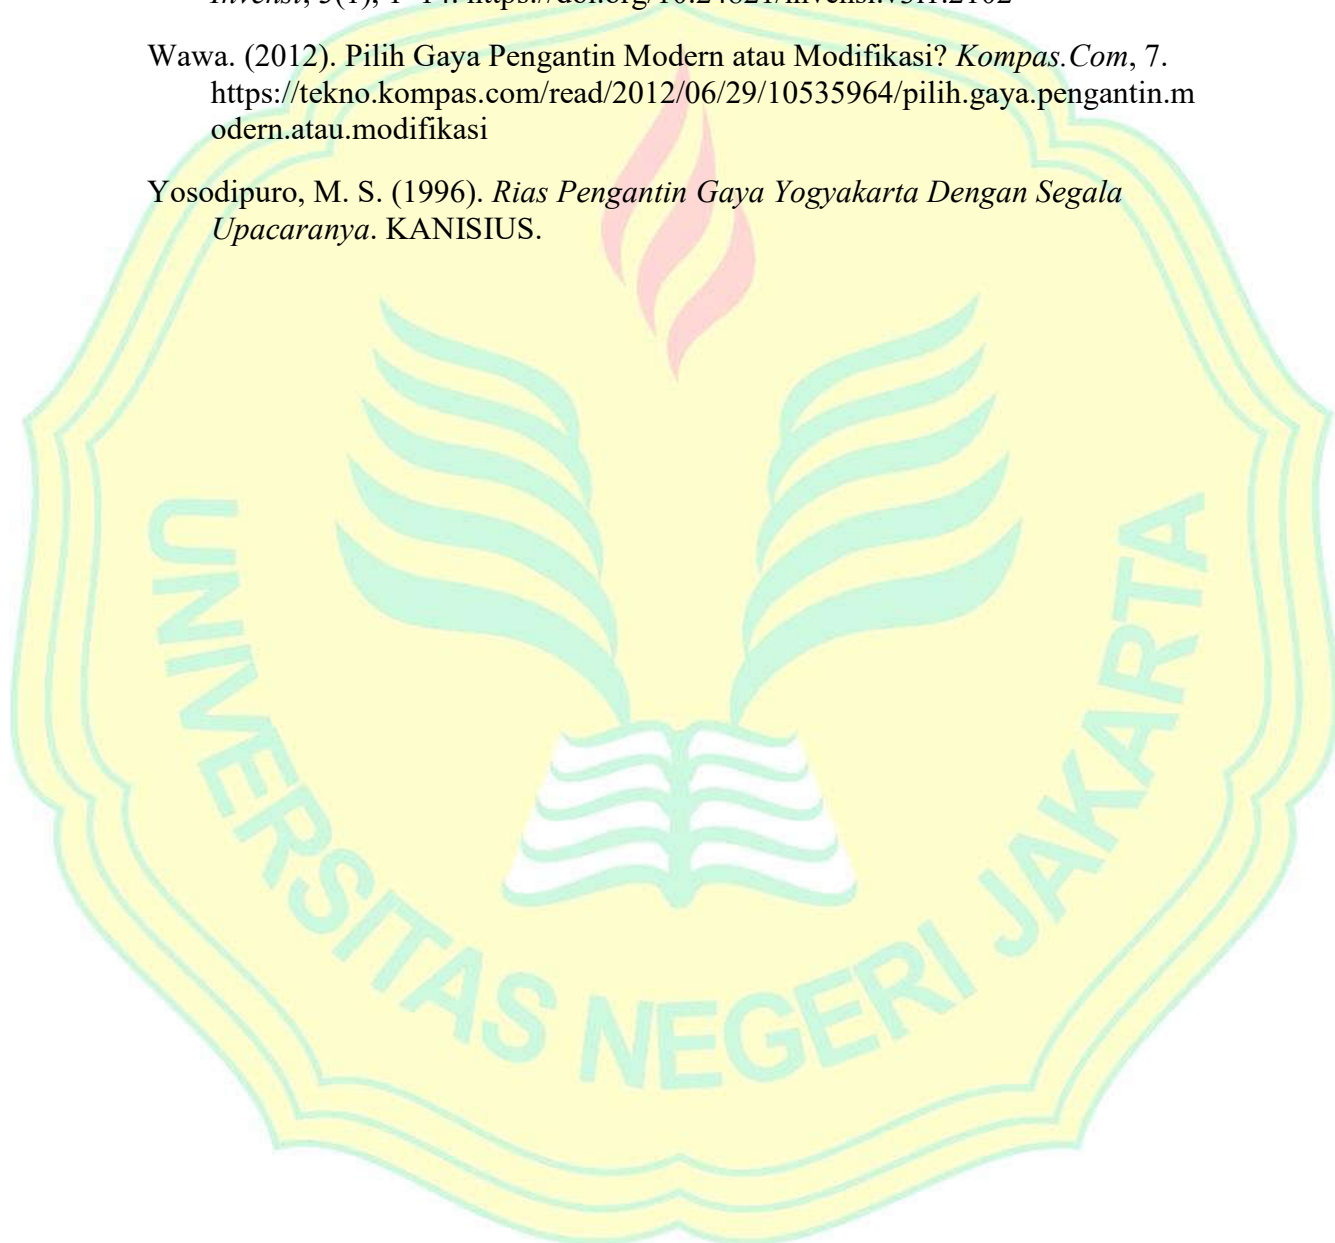 Wawa. (2012). Pilih Gaya Pengantin Modern atau Modifikasi? Kompas.Com, 7.
https://tekno.kompas.com/read/2012/06/29/10535964/pilih.gaya.pengantin.m
odern.atau.modifikasi
Yosodipuro, M. S. (1996). Rias Pengantin Gaya Yogyakarta Dengan Segala
Upacaranya. KANISIUS.
UNIVERSITAS NEGERI JAKARTA